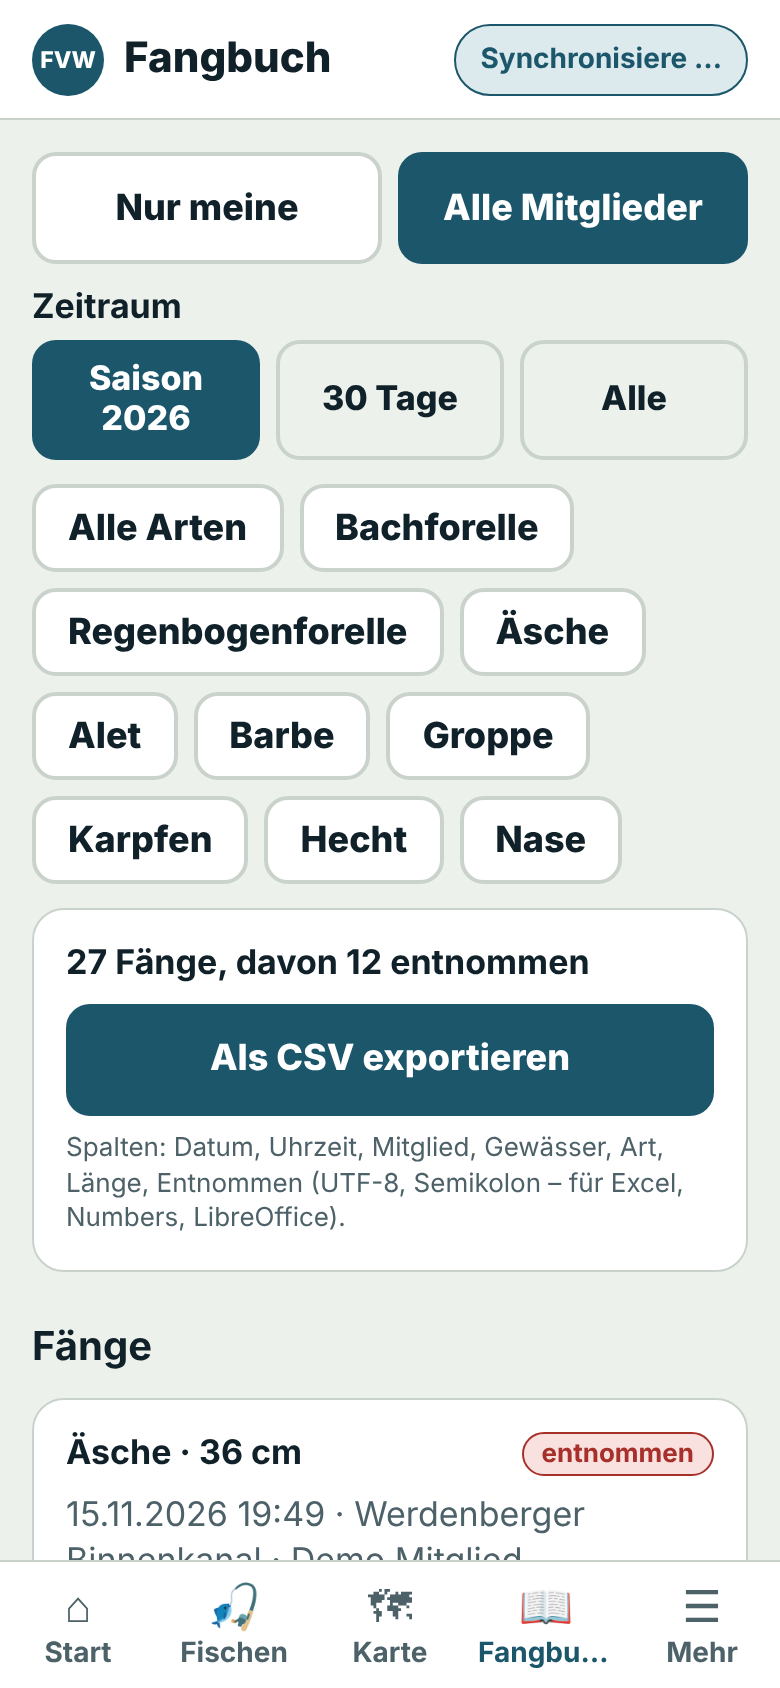 FVW Fangbuch Synchronisiere ...
Nur meine Alle Mitglieder
Zeitraum
Saison 2026 30 Tage Alle
Alle Arten Bachforelle
Regenbogenforelle Äsche
Alet Barbe Groppe
Karpfen Hecht Nase
27 Fänge, davon 12 entnommen
Als CSV exportieren
Spalten: Datum, Uhrzeit, Mitglied, Gewässer, Art,
Länge, Entnommen (UTF-8, Semikolon – für Excel,
Numbers, LibreOffice).
Fänge
Äsche · 36 cm entnommen
15.11.2026 19:49 · Werdenberger
Binnenkanal · Demo Mitglied
Start Fischen Karte Fangbu... Mehr